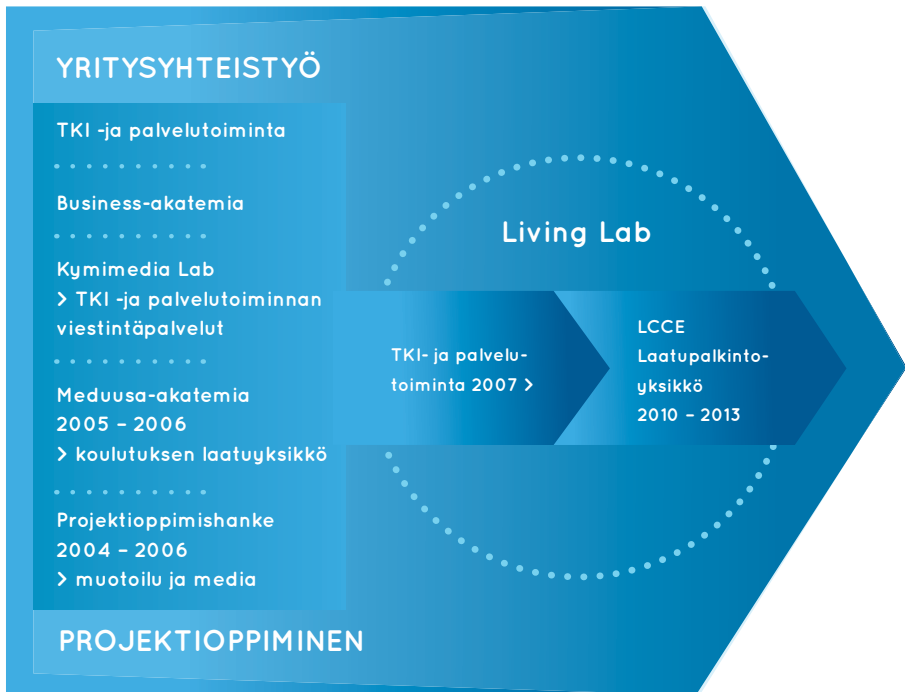 YRITYSYHTEISTYÖ
TKI -ja palvelutoiminta
Business-akatemia
Kymimedia Lab
> TKI -ja palvelutoiminnan
viestintäpalvelut
Meduusa-akatemia
2005 – 2006
> koulutuksen laatuyksikkö
Projektioppimishanke
2004 – 2006
> muotoilu ja media
PROJEKTIOPPIMINEN
Living Lab
TKI- ja palvelu-
toiminta 2007 >
LCCE
Laatupalkinto-
yksikkö
2010 – 2013